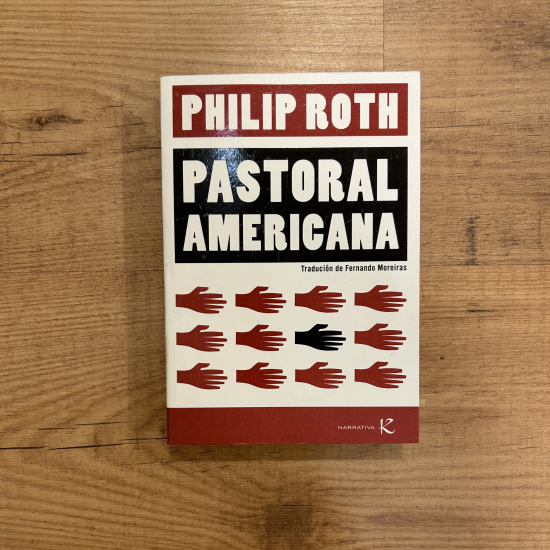 PHILIP ROTH
PASTORAL
AMERICANA
Tradución de Fernando Moreiras
NARRATIVA K